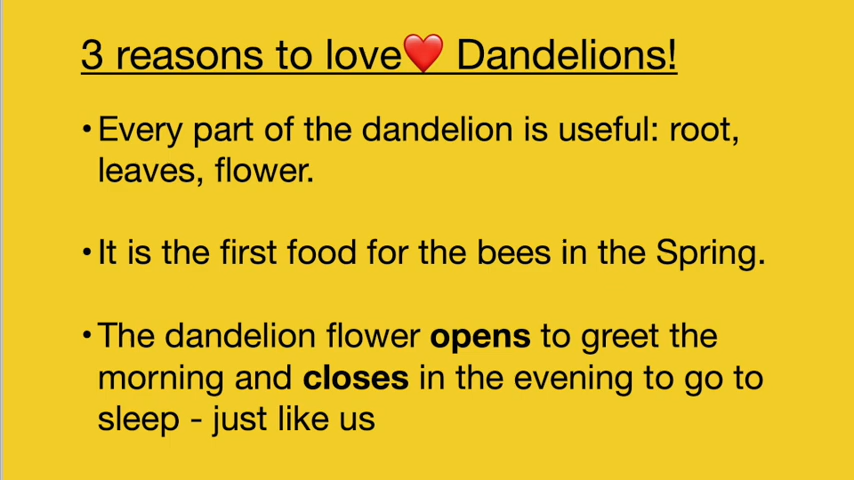 3 reasons to love❤️ Dandelions!
•Every part of the dandelion is useful: root,
leaves, flower.
•It is the first food for the bees in the Spring.
•The dandelion flower opens to greet the
morning and closes in the evening to go to
sleep - just like us